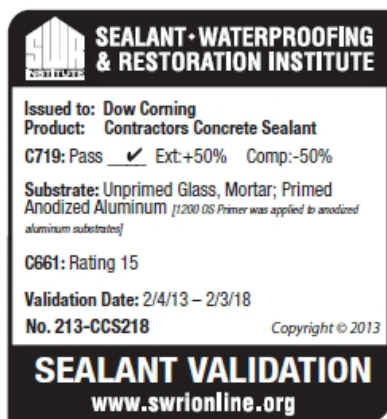 SWR
INSTITUTE
SEALANT • WATERPROOFING
& RESTORATION INSTITUTE
Issued to: Dow Corning
Product: Contractors Concrete Sealant
C719: Pass ✔ Ext:+50% Comp:-50%
Substrate: Unprimed Glass, Mortar; Primed
Anodized Aluminum [1200 OS Primer was applied to anodized
aluminum substrates]
C661: Rating 15
Validation Date: 2/4/13 – 2/3/18
No. 213-CCS218 Copyright © 2013
SEALANT VALIDATION
www.swrionline.org